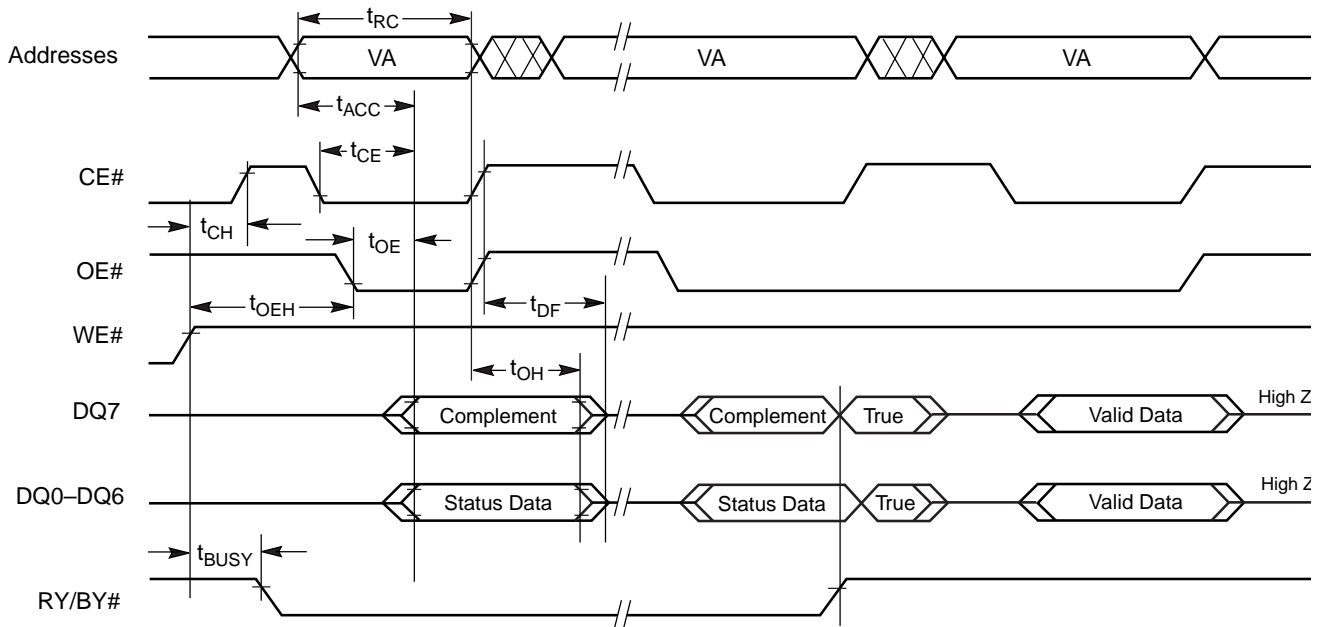 tRC
Addresses VA VA VA
tACC
tCE
CE#
tCH tOE
OE#
tOEH tDF
WE#
tOH
DQ7 Complement Complement True Valid Data High Z
DQ0–DQ6 Status Data Status Data True Valid Data High Z
tBUSY
RY/BY#